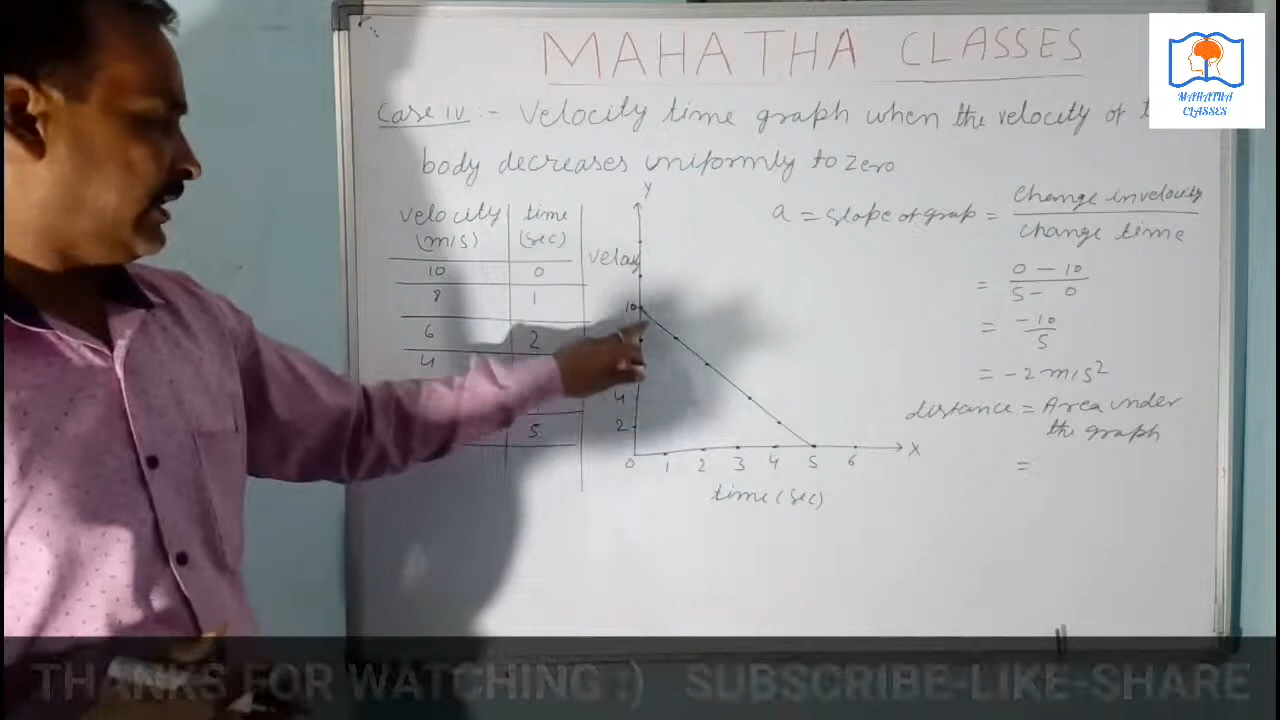 MAHATHA CLASSES
MAHATHA
CLASSES
Case IV :- Velocity time graph when the velocity of
body decreases uniformly to zero
velocity
(m/s)
time
(sec)
10 0
8 1
6 2
4
5
Y
10
4
2
0 1 2 3 4 5 6 X
time (sec)
a = slope of grap = Change in velocity / change time
= 0 - 10 / 5 - 0
= -10 / 5
= -2 m/s²
distance = Area under
the graph
=
THANKS FOR WATCHING :) SUBSCRIBE-LIKE-SHARE